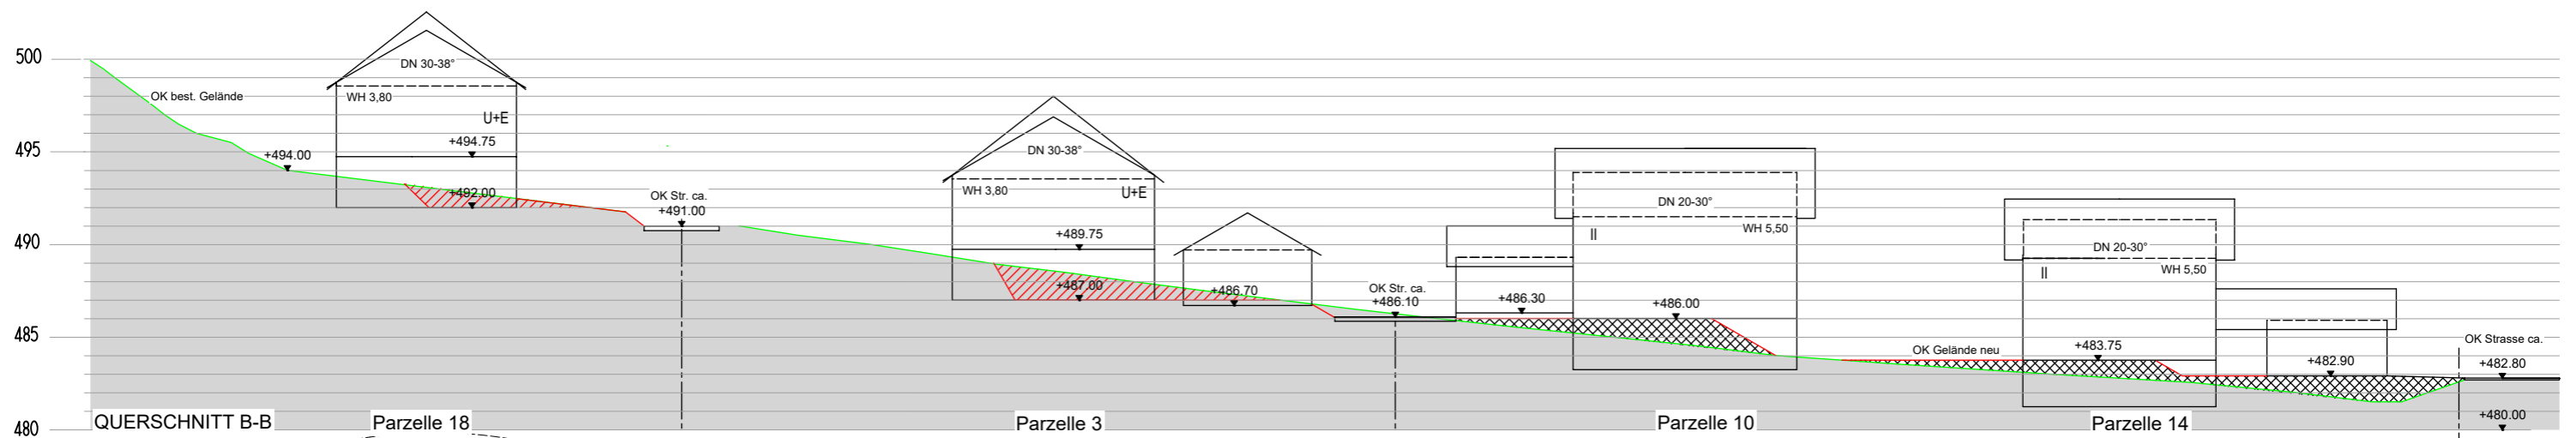 500
495
490
485
480
OK best. Gelände
+494.00
DN 30-38°
WH 3,80
U+E
+494.75
+492.00
OK Str. ca.
+491.00
DN 30-38°
WH 3,80
U+E
+489.75
+487.00
+486.70
OK Str. ca.
+486.10
+486.30
DN 20-30°
II
WH 5,50
+486.00
OK Gelände neu
DN 20-30°
II
WH 5,50
+483.75
+482.90
OK Strasse ca.
+482.80
+480.00
QUERSCHNITT B-B
Parzelle 18
Parzelle 3
Parzelle 10
Parzelle 14